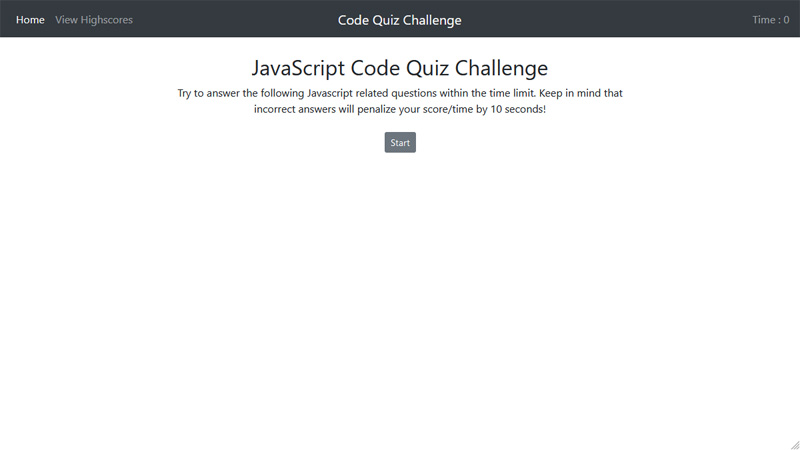 Home View Highscores Code Quiz Challenge Time : 0
JavaScript Code Quiz Challenge
Try to answer the following Javascript related questions within the time limit. Keep in mind that
incorrect answers will penalize your score/time by 10 seconds!
Start